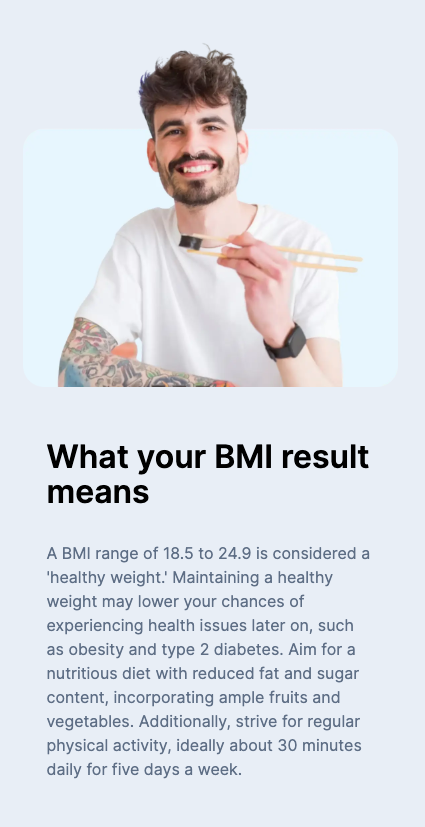 What your BMI result
means
A BMI range of 18.5 to 24.9 is considered a
'healthy weight.' Maintaining a healthy
weight may lower your chances of
experiencing health issues later on, such
as obesity and type 2 diabetes. Aim for a
nutritious diet with reduced fat and sugar
content, incorporating ample fruits and
vegetables. Additionally, strive for regular
physical activity, ideally about 30 minutes
daily for five days a week.